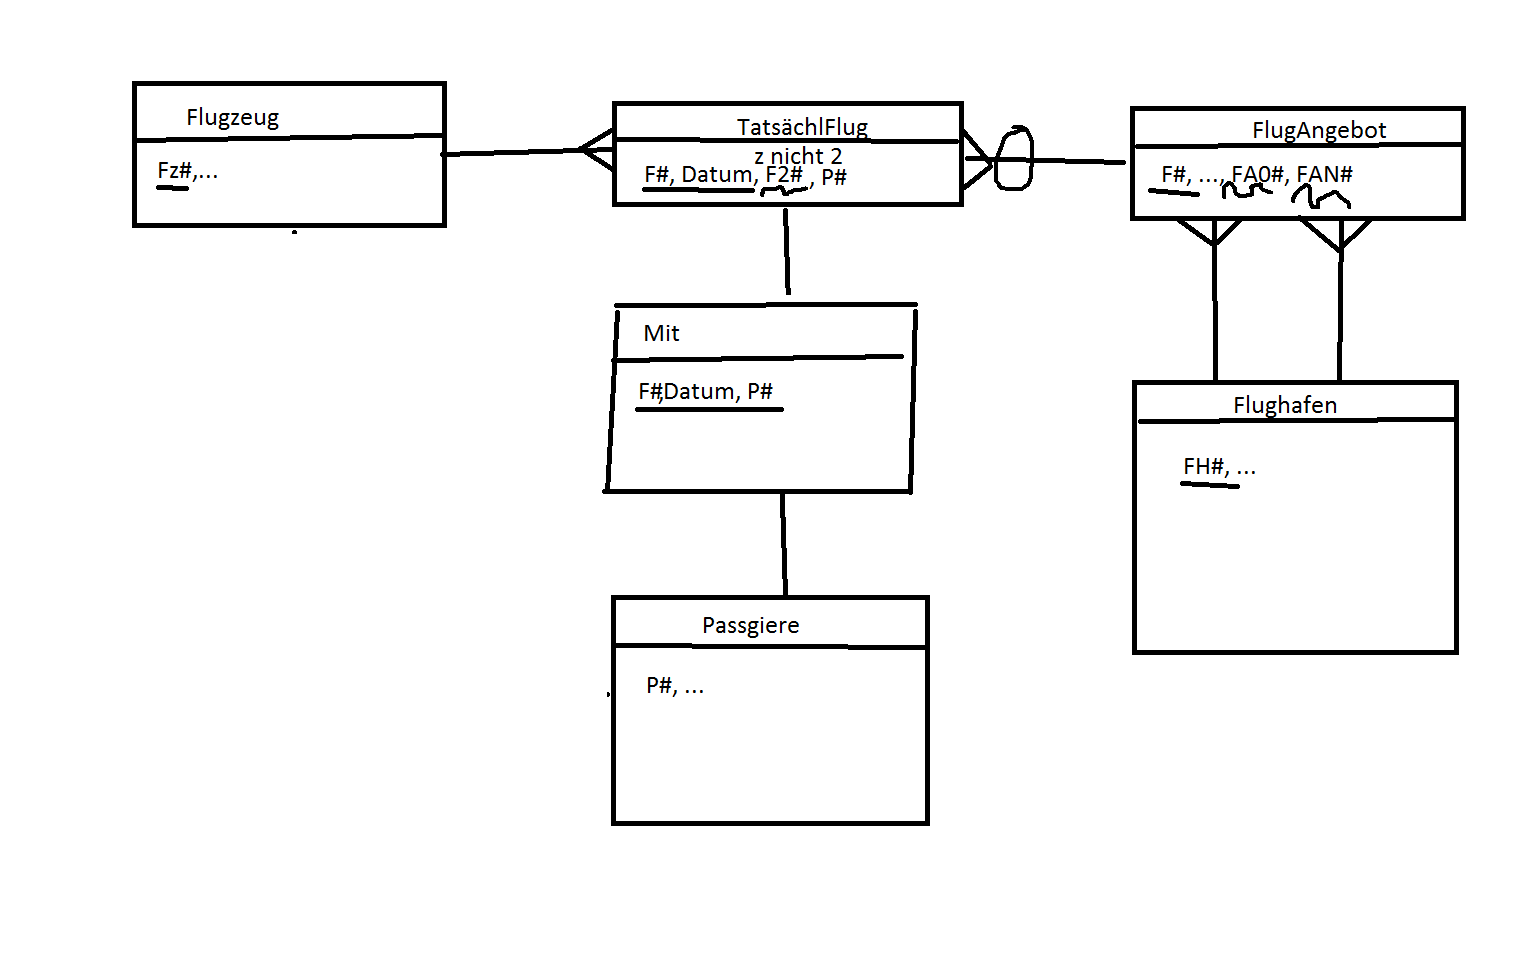 Flugzeug
Fz#,...
TatsächlFlug
z nicht 2
F#, Datum, F2# , P#
FlugAngebot
F#, ..., FA0#, FAN#
Mit
F#,Datum, P#
Flughafen
FH#, ...
Passgiere
P#, ...